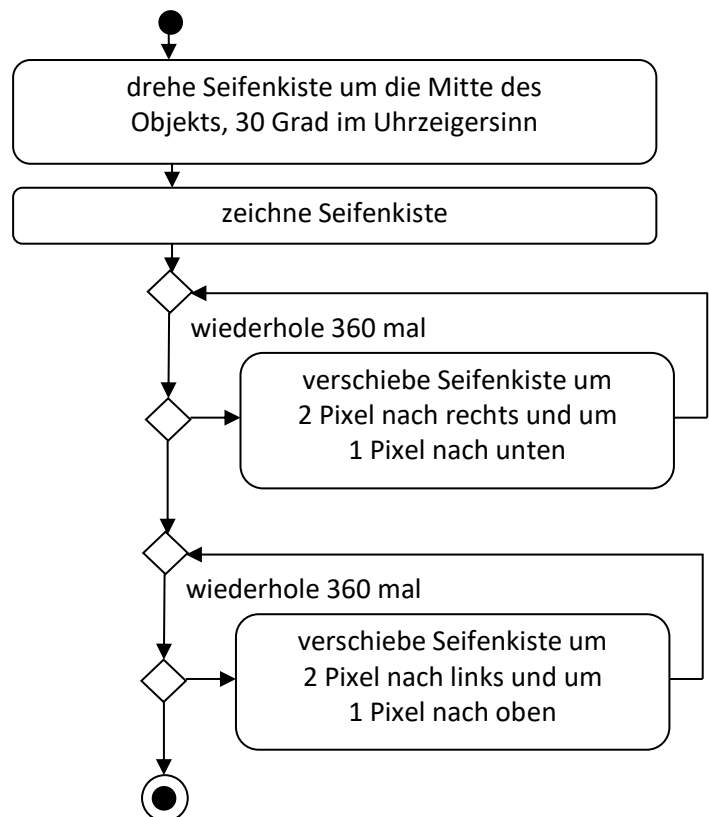 drehe Seifenkiste um die Mitte des
Objekts, 30 Grad im Uhrzeigersinn
zeichne Seifenkiste
wiederhole 360 mal
verschiebe Seifenkiste um
2 Pixel nach rechts und um
1 Pixel nach unten
wiederhole 360 mal
verschiebe Seifenkiste um
2 Pixel nach links und um
1 Pixel nach oben